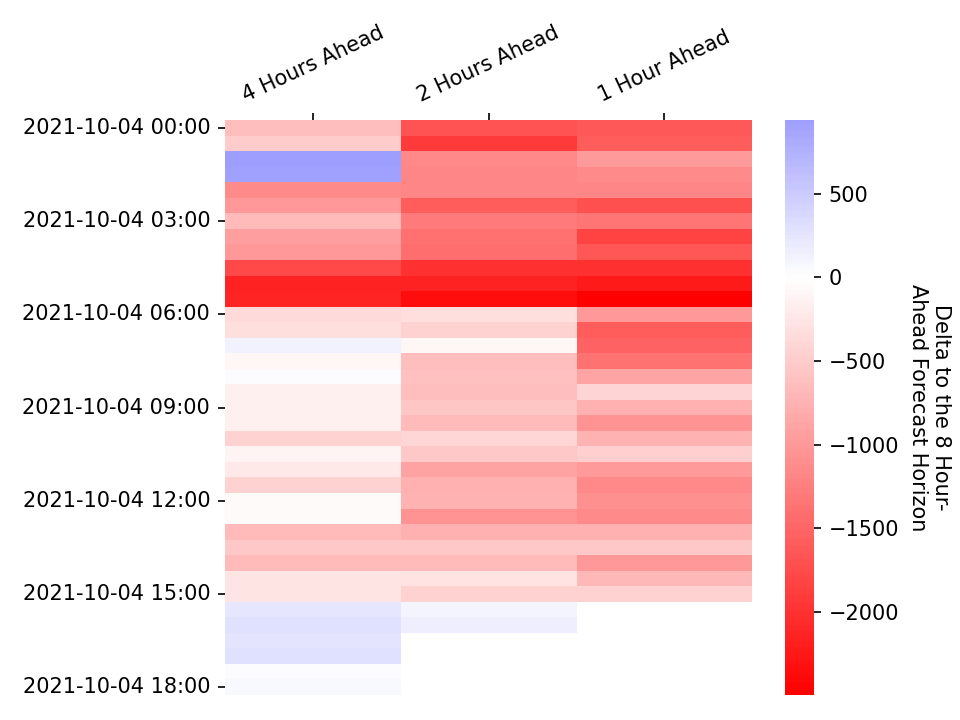 4 Hours Ahead
2 Hours Ahead
1 Hour Ahead
2021-10-04 00:00
2021-10-04 03:00
2021-10-04 06:00
2021-10-04 09:00
2021-10-04 12:00
2021-10-04 15:00
2021-10-04 18:00
500
0
−500
−1000
−1500
−2000
Delta to the 8 Hour-
Ahead Forecast Horizon